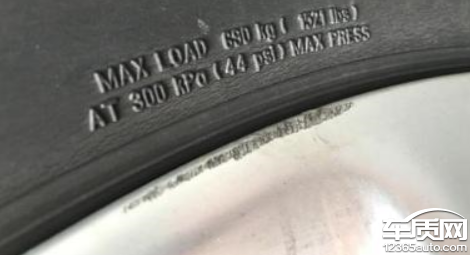 MAX LOAD 690 kg ( 1521 lbs)
AT 300 KPa (44 psi) MAX PRESS
车质网
12365auto.com